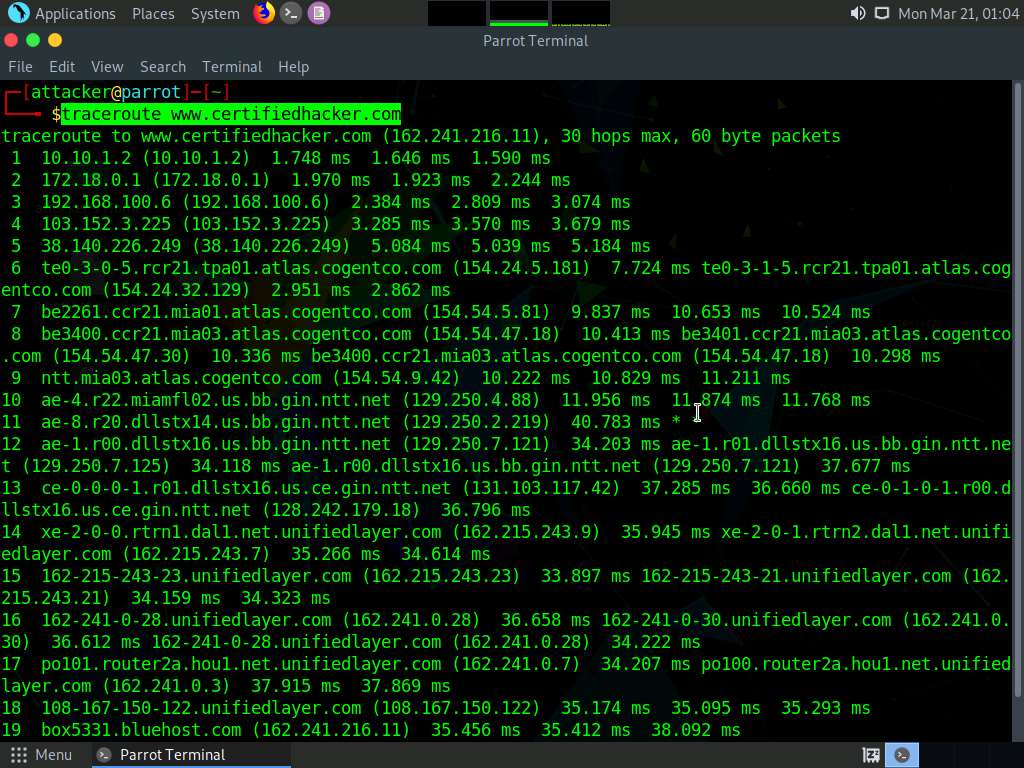 Applications Places System Mon Mar 21, 01:04
Parrot Terminal
File Edit View Search Terminal Help
┌─[attacker@parrot]─[~]
└──╼ $traceroute www.certifiedhacker.com
traceroute to www.certifiedhacker.com (162.241.216.11), 30 hops max, 60 byte packets
 1  10.10.1.2 (10.10.1.2)  1.748 ms  1.646 ms  1.590 ms
 2  172.18.0.1 (172.18.0.1)  1.970 ms  1.923 ms  2.244 ms
 3  192.168.100.6 (192.168.100.6)  2.384 ms  2.809 ms  3.074 ms
 4  103.152.3.225 (103.152.3.225)  3.285 ms  3.570 ms  3.679 ms
 5  38.140.226.249 (38.140.226.249)  5.084 ms  5.039 ms  5.184 ms
 6  te0-3-0-5.rcr21.tpa01.atlas.cogentco.com (154.24.5.181)  7.724 ms te0-3-1-5.rcr21.tpa01.atlas.cog
entco.com (154.24.32.129)  2.951 ms  2.862 ms
 7  be2261.ccr21.mia01.atlas.cogentco.com (154.54.5.81)  9.837 ms  10.653 ms  10.524 ms
 8  be3400.ccr21.mia03.atlas.cogentco.com (154.54.47.18)  10.413 ms be3401.ccr21.mia03.atlas.cogentco
.com (154.54.47.30)  10.336 ms be3400.ccr21.mia03.atlas.cogentco.com (154.54.47.18)  10.298 ms
 9  ntt.mia03.atlas.cogentco.com (154.54.9.42)  10.222 ms  10.829 ms  11.211 ms
10  ae-4.r22.miamfl02.us.bb.gin.ntt.net (129.250.4.88)  11.956 ms  11.874 ms  11.768 ms
11  ae-8.r20.dllstx14.us.bb.gin.ntt.net (129.250.2.219)  40.783 ms * *
12  ae-1.r00.dllstx16.us.bb.gin.ntt.net (129.250.7.121)  34.203 ms ae-1.r01.dllstx16.us.bb.gin.ntt.ne
t (129.250.7.125)  34.118 ms ae-1.r00.dllstx16.us.bb.gin.ntt.net (129.250.7.121)  37.677 ms
13  ce-0-0-0-1.r01.dllstx16.us.ce.gin.ntt.net (131.103.117.42)  37.285 ms  36.660 ms ce-0-1-0-1.r00.d
llstx16.us.ce.gin.ntt.net (128.242.179.18)  36.796 ms
14  xe-2-0-0.rtrn1.dal1.net.unifiedlayer.com (162.215.243.9)  35.945 ms xe-2-0-1.rtrn2.dal1.net.unifi
edlayer.com (162.215.243.7)  35.266 ms  34.614 ms
15  162-215-243-23.unifiedlayer.com (162.215.243.23)  33.897 ms 162-215-243-21.unifiedlayer.com (162.
215.243.21)  34.159 ms  34.323 ms
16  162-241-0-28.unifiedlayer.com (162.241.0.28)  36.658 ms 162-241-0-30.unifiedlayer.com (162.241.0.
30)  36.612 ms 162-241-0-28.unifiedlayer.com (162.241.0.28)  34.222 ms
17  po101.router2a.hou1.net.unifiedlayer.com (162.241.0.7)  34.207 ms po100.router2a.hou1.net.unified
layer.com (162.241.0.3)  37.915 ms  37.869 ms
18  108-167-150-122.unifiedlayer.com (108.167.150.122)  35.174 ms  35.095 ms  35.293 ms
19  box5331.bluehost.com (162.241.216.11)  35.456 ms  35.412 ms  38.092 ms
Menu Parrot Terminal